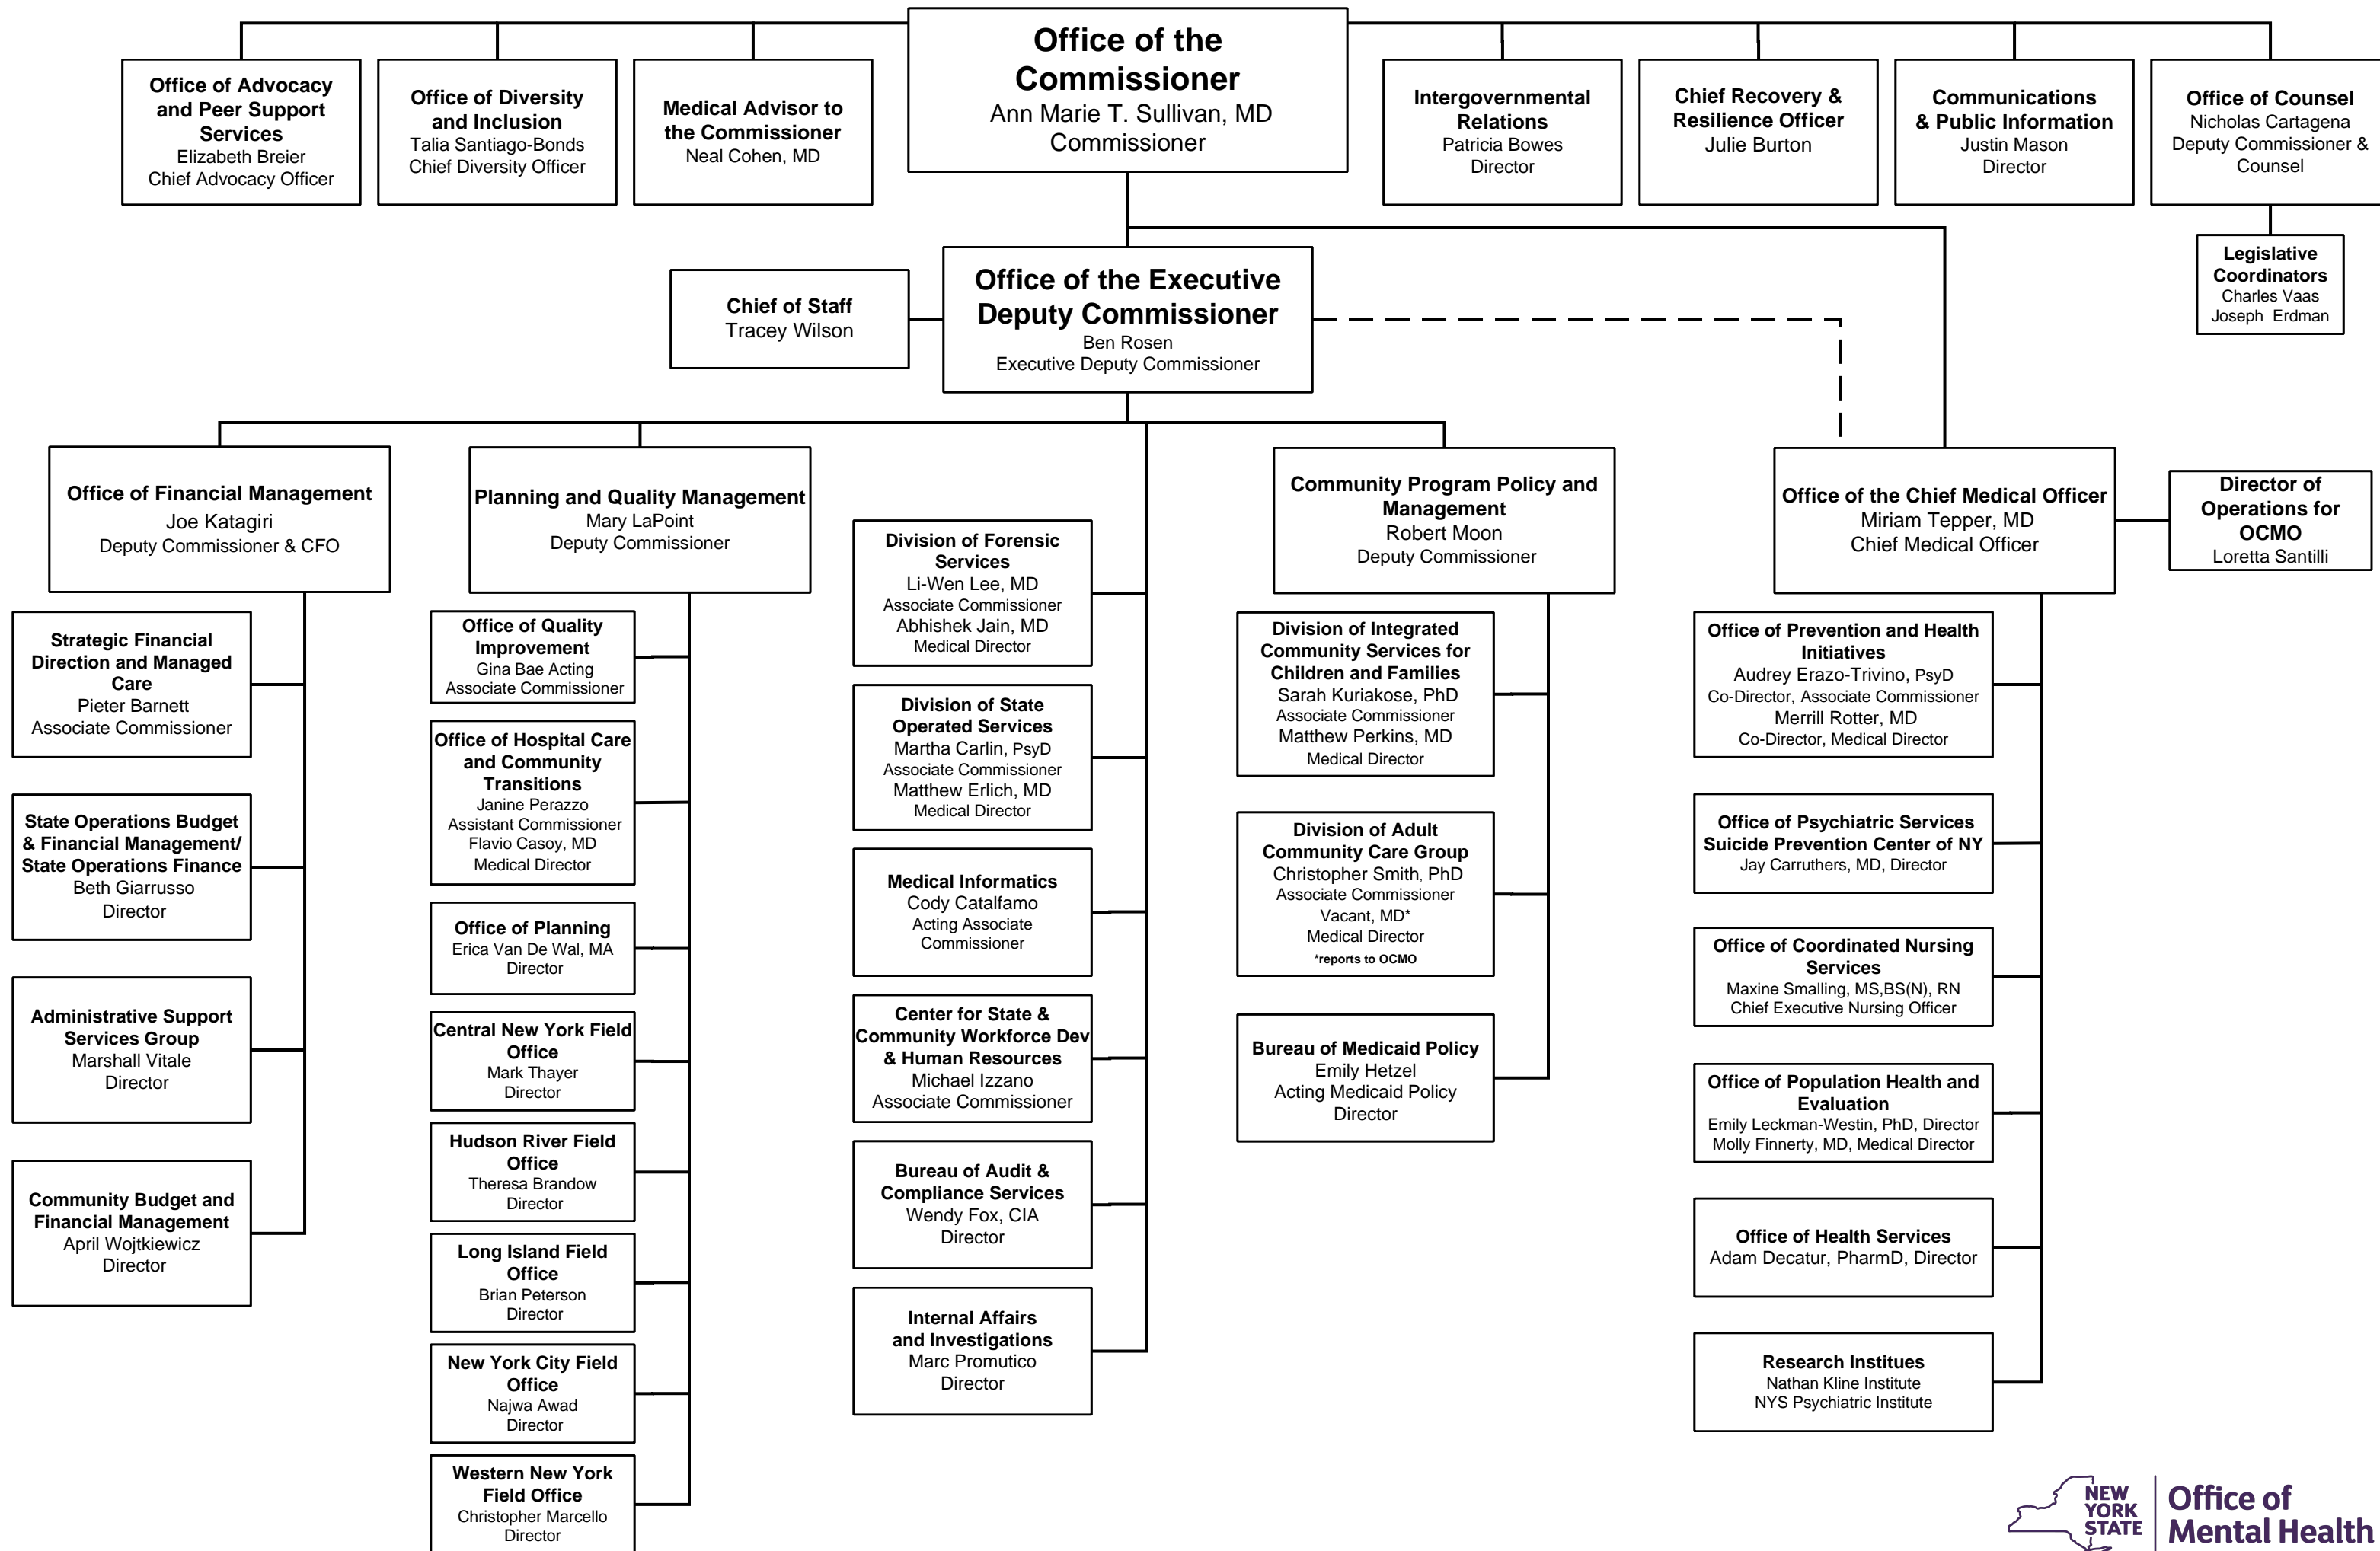 Office of the
Commissioner
Ann Marie T. Sullivan, MD
Commissioner
Office of Advocacy
and Peer Support
Services
Elizabeth Breier
Chief Advocacy Officer
Office of Diversity
and Inclusion
Talia Santiago-Bonds
Chief Diversity Officer
Medical Advisor to
the Commissioner
Neal Cohen, MD
Intergovernmental
Relations
Patricia Bowes
Director
Chief Recovery &
Resilience Officer
Julie Burton
Communications
& Public Information
Justin Mason
Director
Office of Counsel
Nicholas Cartagena
Deputy Commissioner &
Counsel
Legislative
Coordinators
Charles Vaas
Joseph Erdman
Chief of Staff
Tracey Wilson
Office of the Executive
Deputy Commissioner
Ben Rosen
Executive Deputy Commissioner
Office of Financial Management
Joe Katagiri
Deputy Commissioner & CFO
Strategic Financial
Direction and Managed
Care
Pieter Barnett
Associate Commissioner
State Operations Budget
& Financial Management/
State Operations Finance
Beth Giarrusso
Director
Administrative Support
Services Group
Marshall Vitale
Director
Community Budget and
Financial Management
April Wojtkiewicz
Director
Planning and Quality Management
Mary LaPoint
Deputy Commissioner
Office of Quality
Improvement
Gina Bae Acting
Associate Commissioner
Office of Hospital Care
and Community
Transitions
Janine Perazzo
Assistant Commissioner
Flavio Casoy, MD
Medical Director
Office of Planning
Erica Van De Wal, MA
Director
Central New York Field
Office
Mark Thayer
Director
Hudson River Field
Office
Theresa Brandow
Director
Long Island Field
Office
Brian Peterson
Director
New York City Field
Office
Najwa Awad
Director
Western New York
Field Office
Christopher Marcello
Director
Division of Forensic
Services
Li-Wen Lee, MD
Associate Commissioner
Abhishek Jain, MD
Medical Director
Division of State
Operated Services
Martha Carlin, PsyD
Associate Commissioner
Matthew Erlich, MD
Medical Director
Medical Informatics
Cody Catalfamo
Acting Associate
Commissioner
Center for State &
Community Workforce Dev
& Human Resources
Michael Izzano
Associate Commissioner
Bureau of Audit &
Compliance Services
Wendy Fox, CIA
Director
Internal Affairs
and Investigations
Marc Promutico
Director
Community Program Policy and
Management
Robert Moon
Deputy Commissioner
Division of Integrated
Community Services for
Children and Families
Sarah Kuriakose, PhD
Associate Commissioner
Matthew Perkins, MD
Medical Director
Division of Adult
Community Care Group
Christopher Smith, PhD
Associate Commissioner
Vacant, MD*
Medical Director
*reports to OCMO
Bureau of Medicaid Policy
Emily Hetzel
Acting Medicaid Policy
Director
Office of the Chief Medical Officer
Miriam Tepper, MD
Chief Medical Officer
Director of
Operations for
OCMO
Loretta Santilli
Office of Prevention and Health
Initiatives
Audrey Erazo-Trivino, PsyD
Co-Director, Associate Commissioner
Merrill Rotter, MD
Co-Director, Medical Director
Office of Psychiatric Services
Suicide Prevention Center of NY
Jay Carruthers, MD, Director
Office of Coordinated Nursing
Services
Maxine Smalling, MS,BS(N), RN
Chief Executive Nursing Officer
Office of Population Health and
Evaluation
Emily Leckman-Westin, PhD, Director
Molly Finnerty, MD, Medical Director
Office of Health Services
Adam Decatur, PharmD, Director
Research Institues
Nathan Kline Institute
NYS Psychiatric Institute
NEW
YORK
STATE
Office of
Mental Health